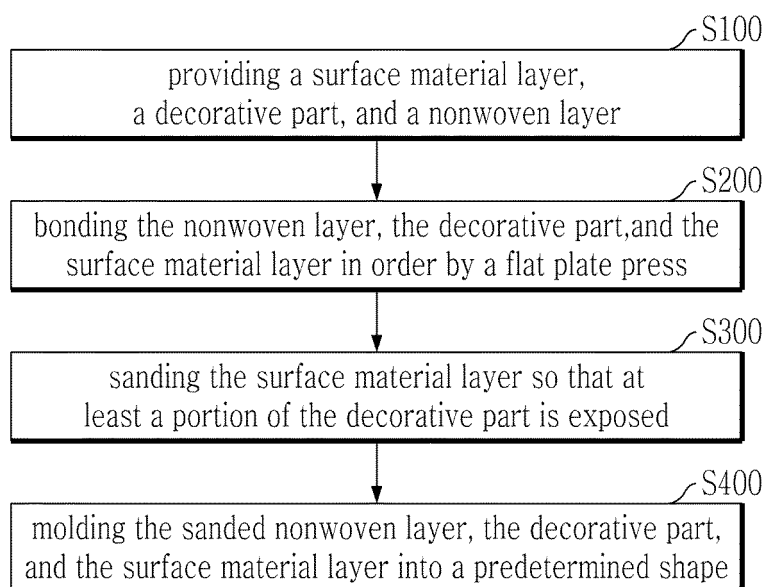 S100
providing a surface material layer,
a decorative part, and a nonwoven layer
S200
bonding the nonwoven layer, the decorative part,and the
surface material layer in order by a flat plate press
S300
sanding the surface material layer so that at
least a portion of the decorative part is exposed
S400
molding the sanded nonwoven layer, the decorative part,
and the surface material layer into a predetermined shape